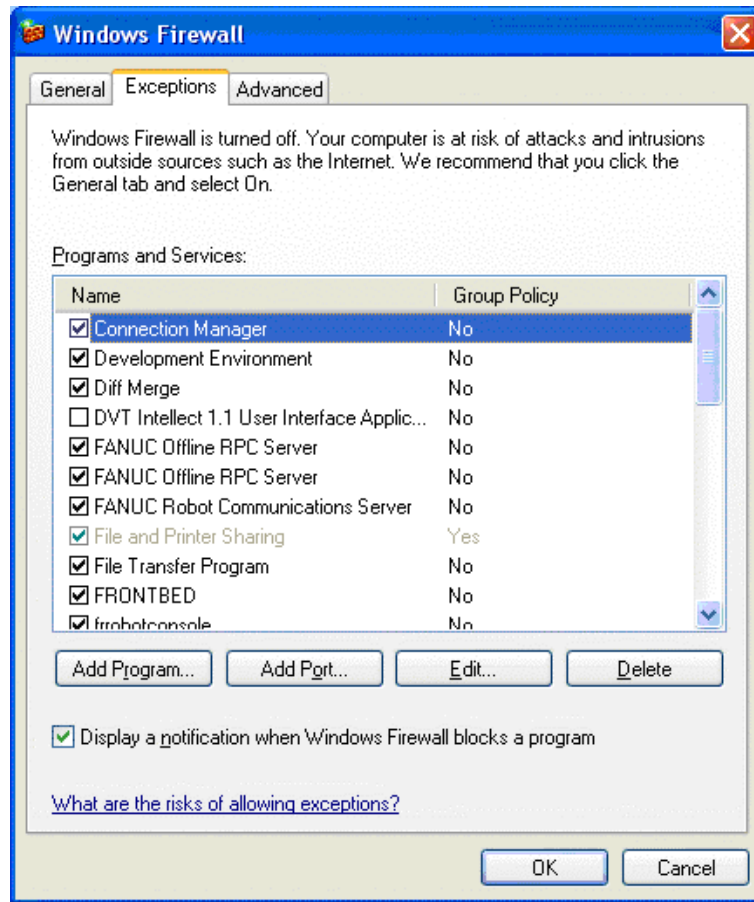 Windows Firewall
General Exceptions Advanced
Windows Firewall is turned off. Your computer is at risk of attacks and intrusions
from outside sources such as the Internet. We recommend that you click the
General tab and select On.
Programs and Services:
Name Group Policy
Connection Manager No
Development Environment No
Diff Merge No
DVT Intellect 1.1 User Interface Applic... No
FANUC Offline RPC Server No
FANUC Offline RPC Server No
FANUC Robot Communications Server No
File and Printer Sharing Yes
File Transfer Program No
FRONTBED No
frrobotconsole No
Add Program... Add Port... Edit... Delete
Display a notification when Windows Firewall blocks a program
What are the risks of allowing exceptions?
OK Cancel